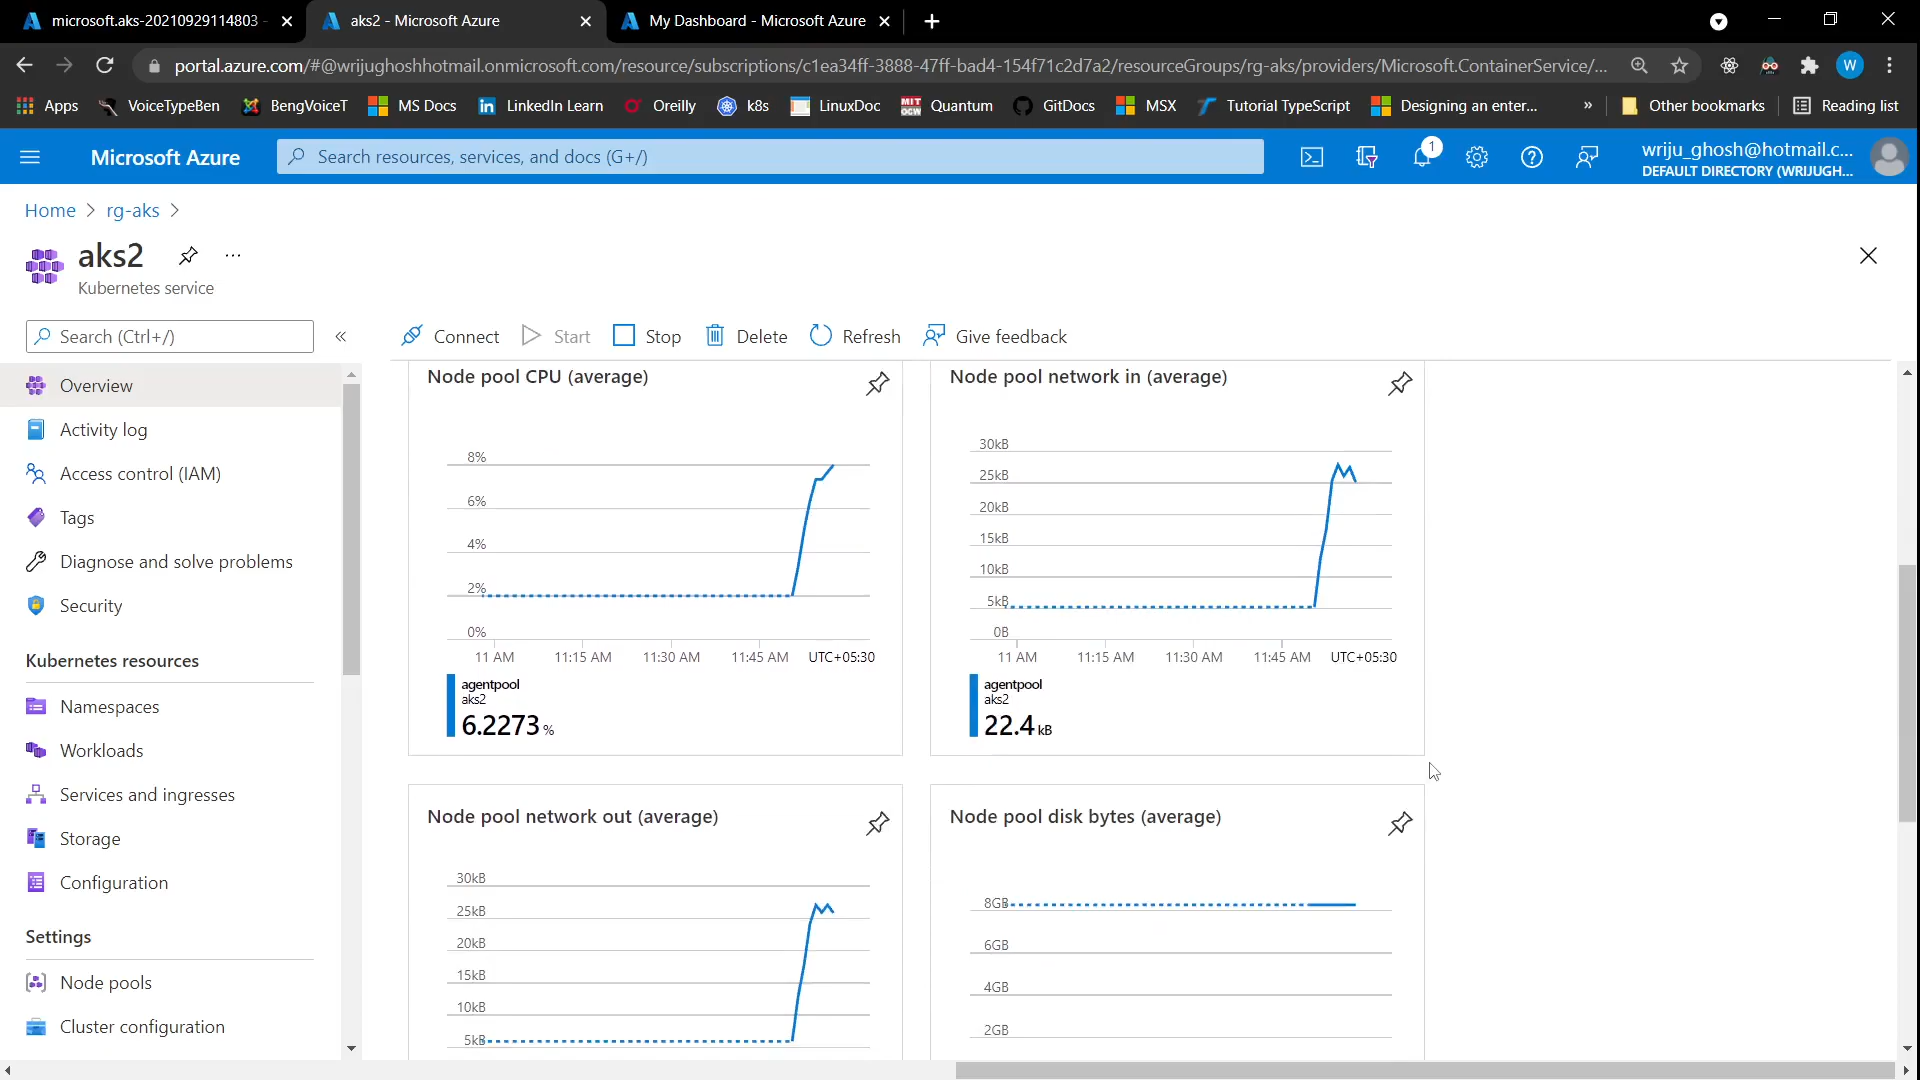 microsoft.aks-20210929114803 -
aks2 - Microsoft Azure
My Dashboard - Microsoft Azure
portal.azure.com/#@wrijughoshhotmail.onmicrosoft.com/resource/subscriptions/c1ea34ff-3888-47ff-bad4-154f71c2d7a2/resourceGroups/rg-aks/providers/Microsoft.ContainerService/...
W
Apps
VoiceTypeBen
BengVoiceT
MS Docs
LinkedIn Learn
Oreilly
k8s
LinuxDoc
MIT OCW
Quantum
GitDocs
MSX
Tutorial TypeScript
Designing an enter...
»
Other bookmarks
Reading list
Microsoft Azure
Search resources, services, and docs (G+/)
1
wriju_ghosh@hotmail.c...
DEFAULT DIRECTORY (WRIJUGH...
Home > rg-aks >
aks2
...
Kubernetes service
Search (Ctrl+/)
«
Connect
Start
Stop
Delete
Refresh
Give feedback
Overview
Activity log
Access control (IAM)
Tags
Diagnose and solve problems
Security
Kubernetes resources
Namespaces
Workloads
Services and ingresses
Storage
Configuration
Settings
Node pools
Cluster configuration
Node pool CPU (average)
8%
6%
4%
2%
0%
11 AM 11:15 AM 11:30 AM 11:45 AM UTC+05:30
agentpool
aks2
6.2273 %
Node pool network in (average)
30kB
25kB
20kB
15kB
10kB
5kB
0B
11 AM 11:15 AM 11:30 AM 11:45 AM UTC+05:30
agentpool
aks2
22.4 kB
Node pool network out (average)
30kB
25kB
20kB
15kB
10kB
5kB
Node pool disk bytes (average)
8GB
6GB
4GB
2GB